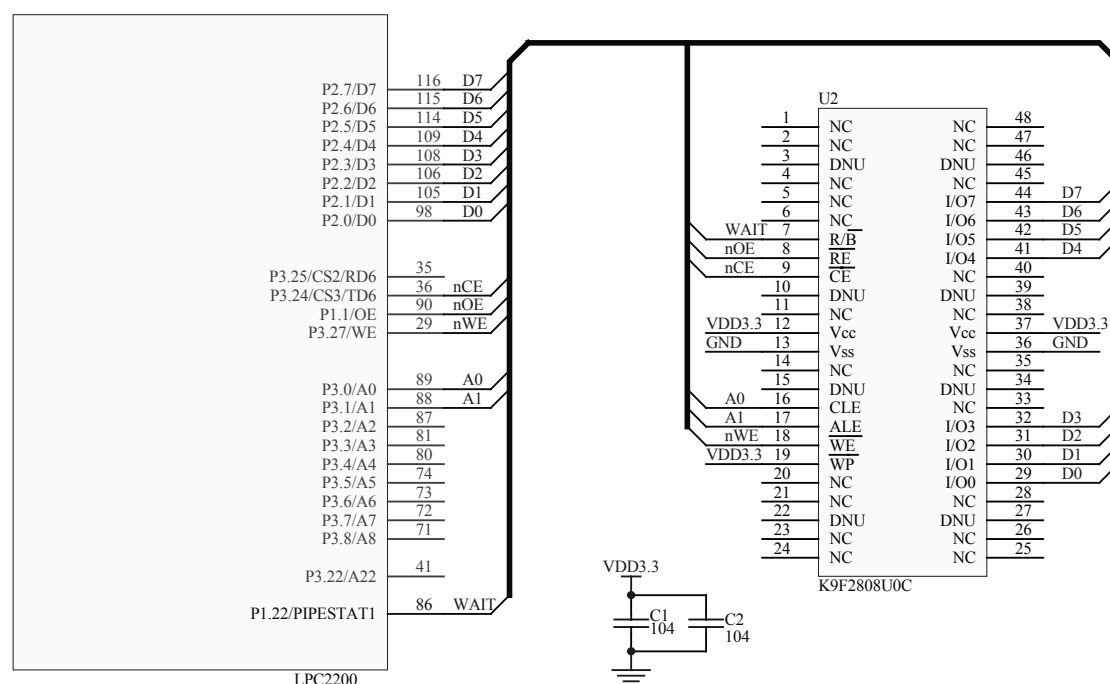 P2.7/D7 116 D7
P2.6/D6 115 D6
P2.5/D5 114 D5
P2.4/D4 109 D4
P2.3/D3 108 D3
P2.2/D2 106 D2
P2.1/D1 105 D1
P2.0/D0 98 D0
P3.25/CS2/RD6 35
P3.24/CS3/TD6 36 nCE
P1.1/OE 90 nOE
P3.27/WE 29 nWE
P3.0/A0 89 A0
P3.1/A1 88 A1
P3.2/A2 87
P3.3/A3 81
P3.4/A4 80
P3.5/A5 74
P3.6/A6 73
P3.7/A7 72
P3.8/A8 71
P3.22/A22 41
P1.22/PIPESTAT1 86 WAIT
LPC2200
U2
1 NC NC 48
2 NC NC 47
3 DNU DNU 46
4 NC NC 45
5 NC I/O7 44 D7
6 NC I/O6 43 D6
WAIT 7 R/B I/O5 42 D5
nOE 8 RE I/O4 41 D4
nCE 9 CE NC 40
10 DNU DNU 39
11 NC NC 38
VDD3.3 12 Vcc Vcc 37 VDD3.3
GND 13 Vss Vss 36 GND
14 NC NC 35
15 DNU DNU 34
A0 16 CLE NC 33
A1 17 ALE I/O3 32 D3
nWE 18 WE I/O2 31 D2
VDD3.3 19 WP I/O1 30 D1
20 NC I/O0 29 D0
21 NC NC 28
22 DNU DNU 27
23 NC NC 26
24 NC NC 25
K9F2808U0C
VDD3.3
C1
104
C2
104